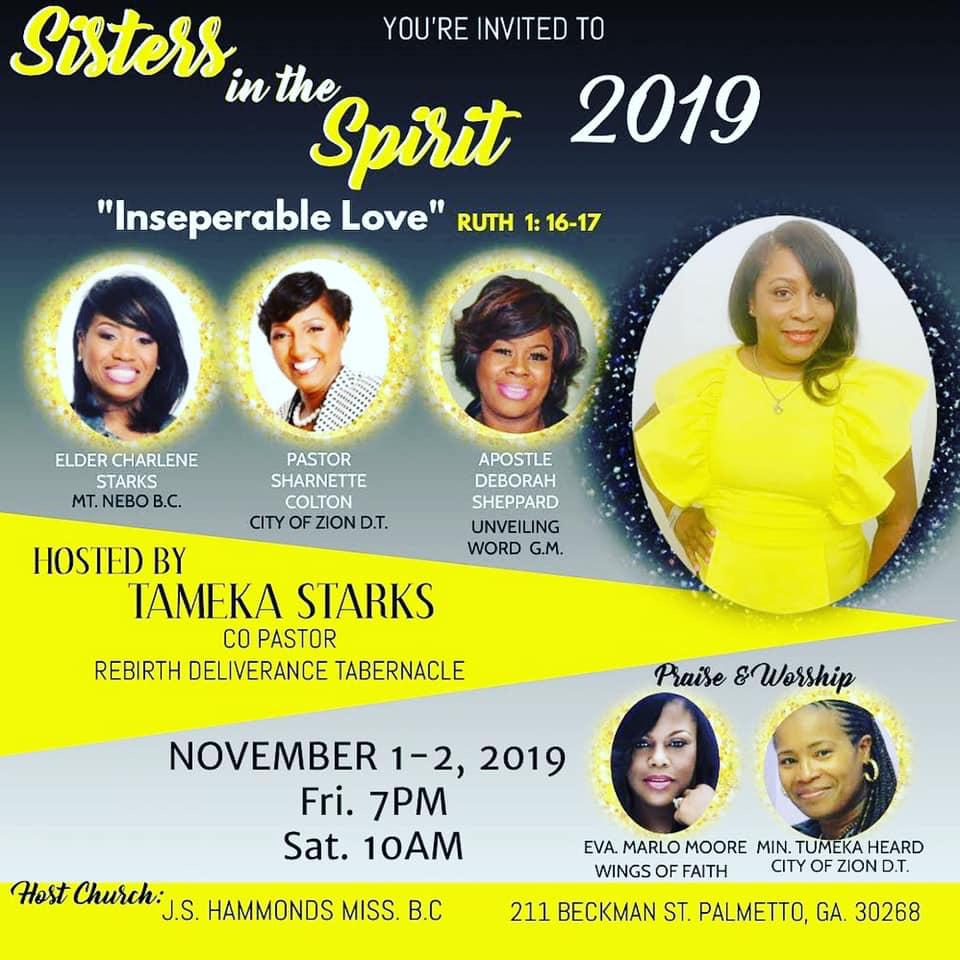 YOU'RE INVITED TO
Sisters
in the
Spirit
2019
"Inseperable Love" RUTH 1: 16-17
ELDER CHARLENE
STARKS
MT. NEBO B.C.
PASTOR
SHARNETTE
COLTON
CITY OF ZION D.T.
APOSTLE
DEBORAH
SHEPPARD
UNVEILING
WORD G.M.
HOSTED BY
TAMEKA STARKS
CO PASTOR
REBIRTH DELIVERANCE TABERNACLE
Praise & Worship
NOVEMBER 1-2, 2019
Fri. 7PM
Sat. 10AM
EVA. MARLO MOORE
WINGS OF FAITH
MIN. TUMEKA HEARD
CITY OF ZION D.T.
Host Church:
J.S. HAMMONDS MISS. B.C
211 BECKMAN ST. PALMETTO, GA. 30268